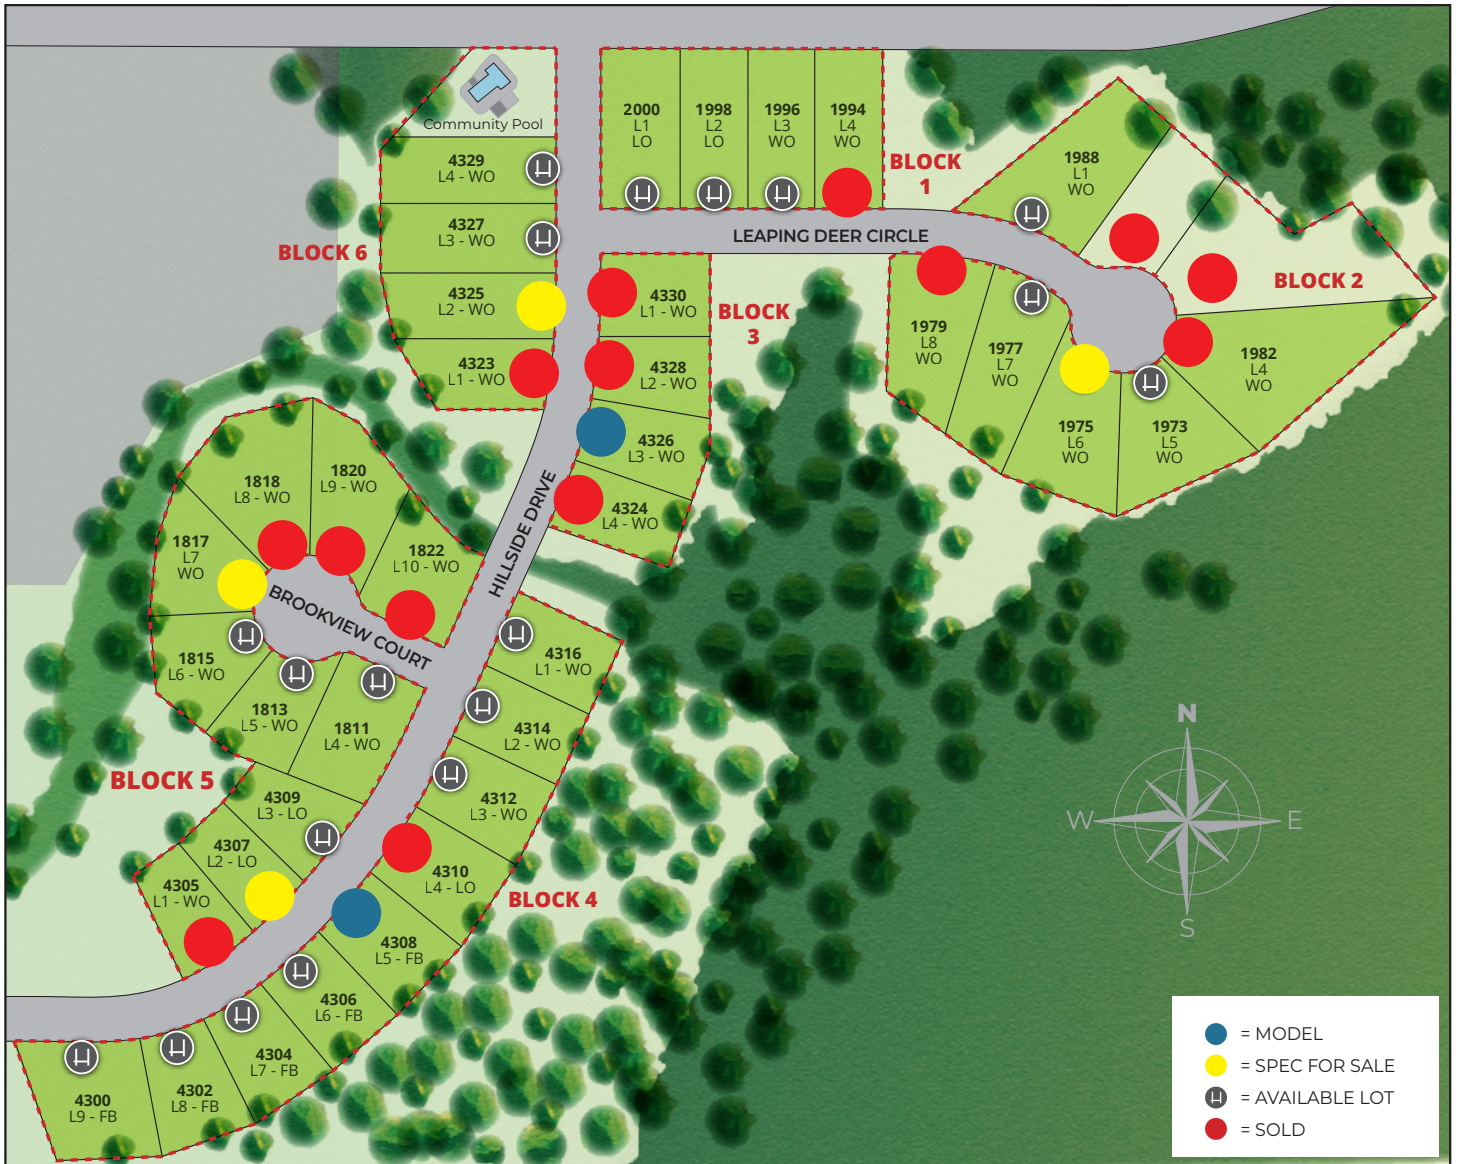 Community Pool
4329
L4 - WO
4327
L3 - WO
BLOCK 6
4325
L2 - WO
4323
L1 - WO
2000
L1
LO
1998
L2
LO
1996
L3
WO
1994
L4
WO
BLOCK
1
LEAPING DEER CIRCLE
1988
L1
WO
BLOCK 2
4330
L1 - WO
BLOCK
3
4328
L2 - WO
4326
L3 - WO
4324
L4 - WO
1979
L8
WO
1977
L7
WO
1975
L6
WO
1973
L5
WO
1982
L4
WO
HILLSIDE DRIVE
1818
L8 - WO
1820
L9 - WO
1822
L10 - WO
1817
L7
WO
BROOKVIEW COURT
1815
L6 - WO
1813
L5 - WO
1811
L4 - WO
BLOCK 5
4309
L3 - LO
4307
L2 - LO
4305
L1 - WO
4316
L1 - WO
4314
L2 - WO
4312
L3 - WO
4310
L4 - LO
BLOCK 4
4308
L5 - FB
4306
L6 - FB
4304
L7 - FB
4302
L8 - FB
4300
L9 - FB
N
W
E
S
= MODEL
= SPEC FOR SALE
= AVAILABLE LOT
= SOLD